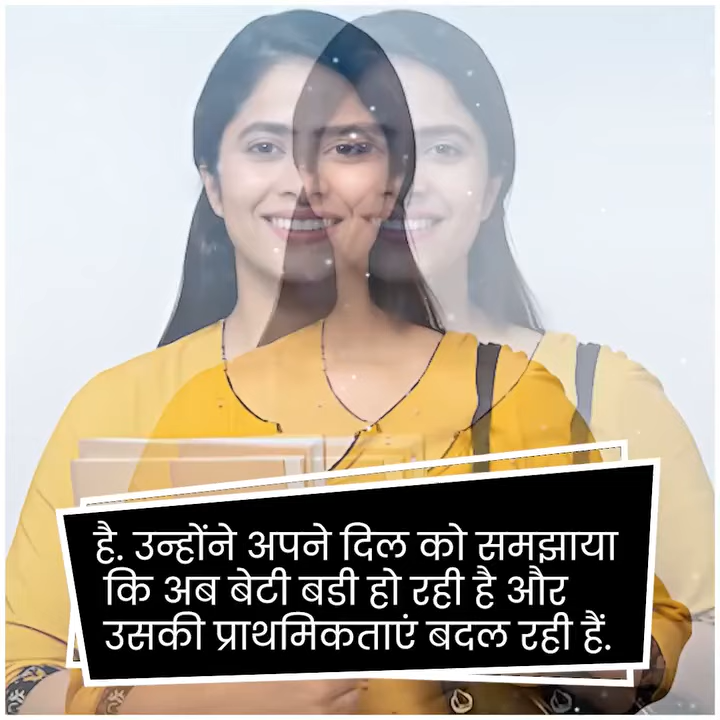 है. उन्होंने अपने दिल को समझाया
कि अब बेटी बडी हो रही है और
उसकी प्राथमिकताएं बदल रही हैं.